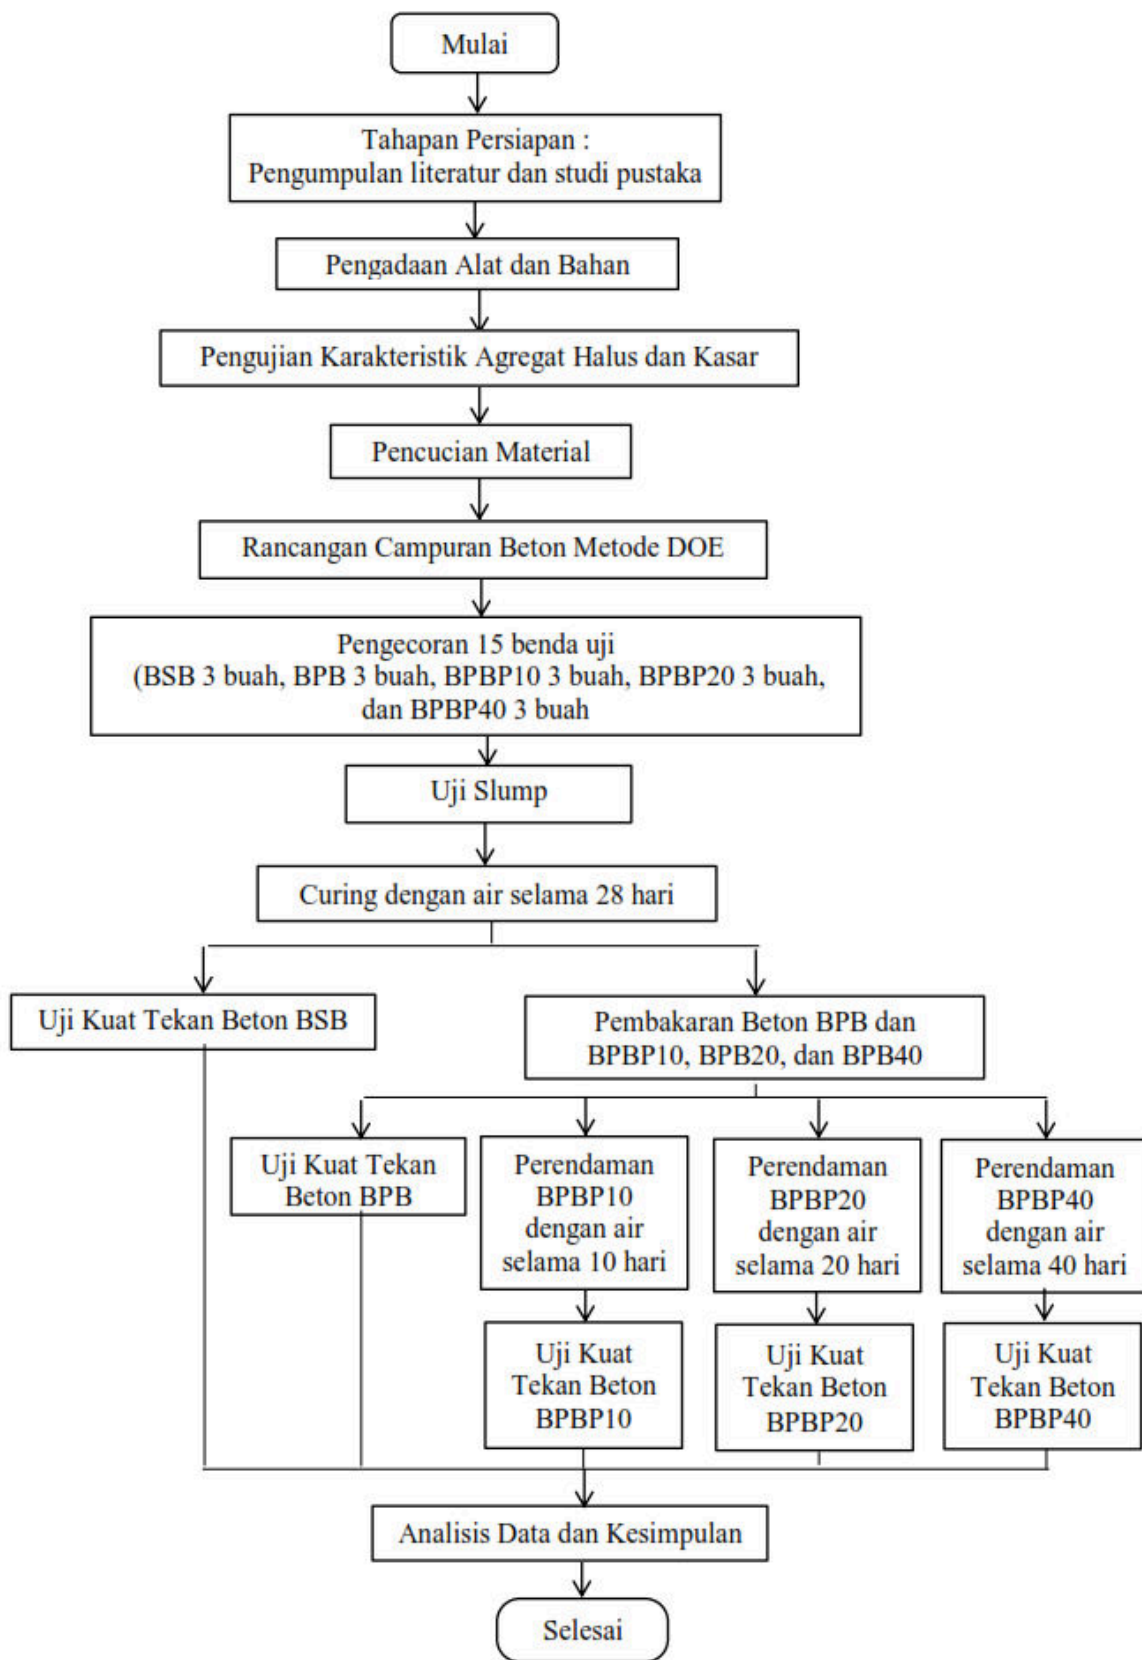 Mulai
Tahapan Persiapan :
Pengumpulan literatur dan studi pustaka
Pengadaan Alat dan Bahan
Pengujian Karakteristik Agregat Halus dan Kasar
Pencucian Material
Rancangan Campuran Beton Metode DOE
Pengecoran 15 benda uji
(BSB 3 buah, BPB 3 buah, BPBP10 3 buah, BPBP20 3 buah,
dan BPBP40 3 buah
Uji Slump
Curing dengan air selama 28 hari
Uji Kuat Tekan Beton BSB
Pembakaran Beton BPB dan
BPBP10, BPB20, dan BPB40
Uji Kuat Tekan
Beton BPB
Perendaman
BPBP10
dengan air
selama 10 hari
Perendaman
BPBP20
dengan air
selama 20 hari
Perendaman
BPBP40
dengan air
selama 40 hari
Uji Kuat
Tekan Beton
BPBP10
Uji Kuat
Tekan Beton
BPBP20
Uji Kuat
Tekan Beton
BPBP40
Analisis Data dan Kesimpulan
Selesai